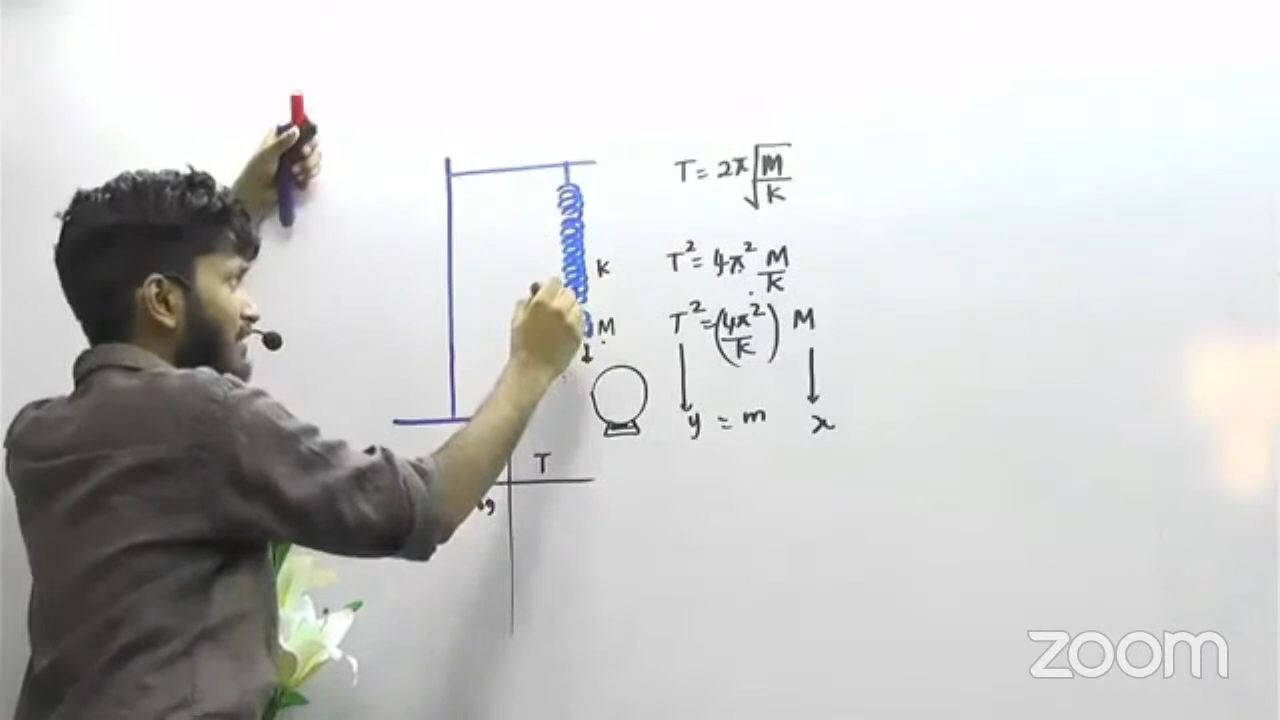 T = 2π√(M/K)
K
T² = 4π² M/K
M
T² = (4π²/K) M
y = m x
T
zoom